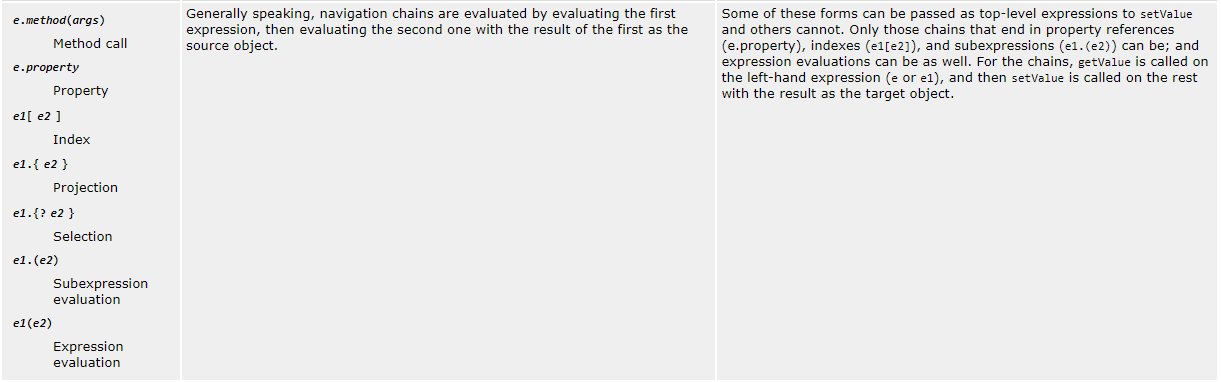 e.method(args)
Method call
e.property
Property
e1[ e2 ]
Index
e1.{ e2 }
Projection
e1.{? e2 }
Selection
e1.(e2)
Subexpression
evaluation
e1(e2)
Expression
evaluation
Generally speaking, navigation chains are evaluated by evaluating the first
expression, then evaluating the second one with the result of the first as the
source object.
Some of these forms can be passed as top-level expressions to setValue
and others cannot. Only those chains that end in property references
(e.property), indexes (e1[e2]), and subexpressions (e1.(e2)) can be; and
expression evaluations can be as well. For the chains, getValue is called on
the left-hand expression (e or e1), and then setValue is called on the rest
with the result as the target object.